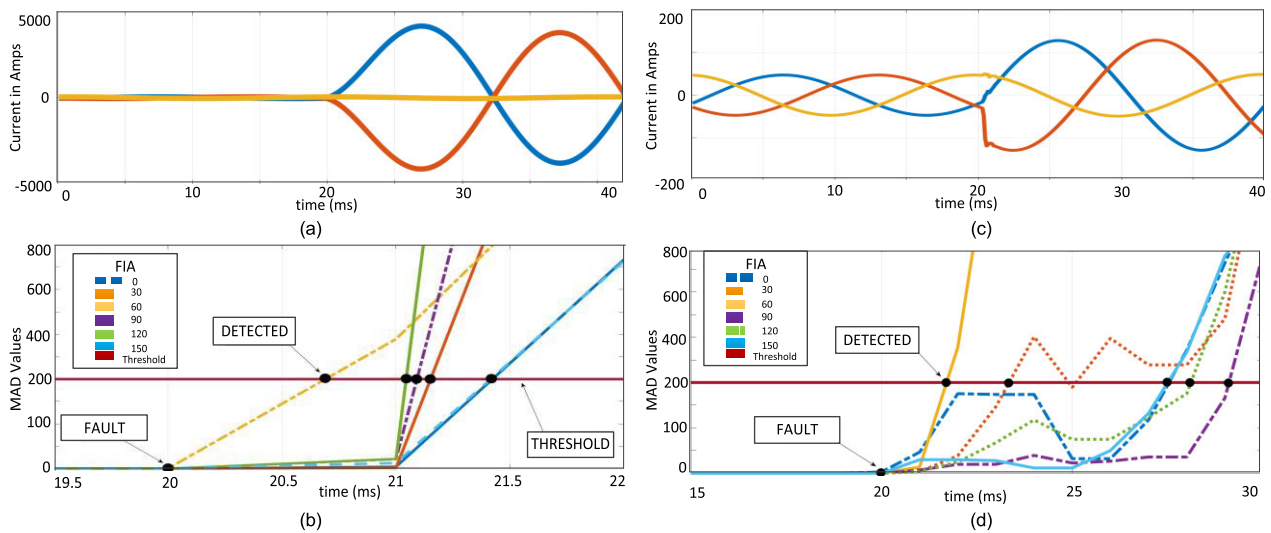 5000
0
-5000
Current in Amps
0
10
20
30
40
time (ms)
(a)
200
100
0
-200
Current in Amps
0
10
20
30
40
time (ms)
(c)
800
600
400
200
100
0
MAD Values
FIA
0
30
60
90
120
150
Threshold
DETECTED
FAULT
THRESHOLD
19.5
20
20.5
21
21.5
22
time (ms)
(b)
800
600
400
200
100
0
MAD Values
FIA
0
30
60
90
120
150
Threshold
DETECTED
FAULT
15
20
25
30
time (ms)
(d)